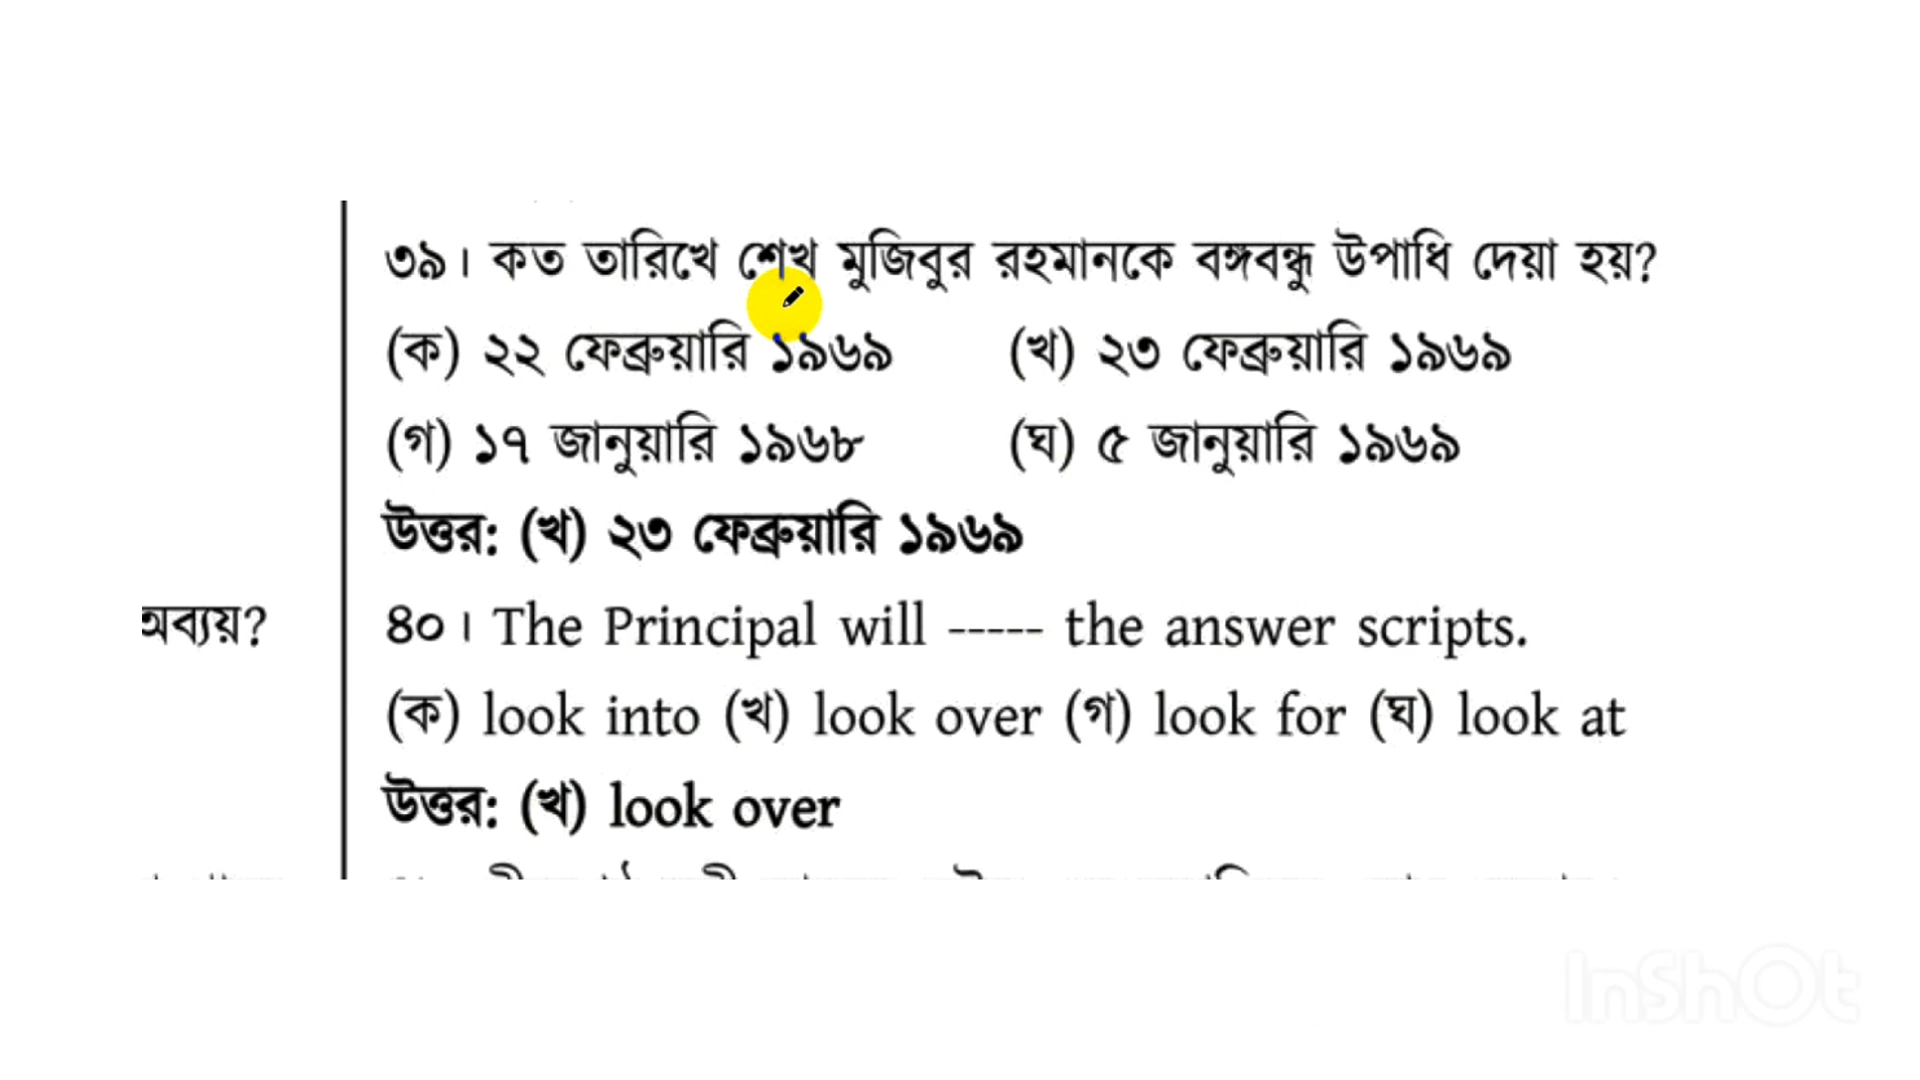 ৩৯। কত তারিখে শেখ মুজিবুর রহমানকে বঙ্গবন্ধু উপাধি দেয়া হয়?
(ক) ২২ ফেব্রুয়ারি ১৯৬৯ (খ) ২৩ ফেব্রুয়ারি ১৯৬৯
(গ) ১৭ জানুয়ারি ১৯৬৮ (ঘ) ৫ জানুয়ারি ১৯৬৯
উত্তর: (খ) ২৩ ফেব্রুয়ারি ১৯৬৯
অব্যয়?
৪০। The Principal will ----- the answer scripts.
(ক) look into (খ) look over (গ) look for (ঘ) look at
উত্তর: (খ) look over
InShOt